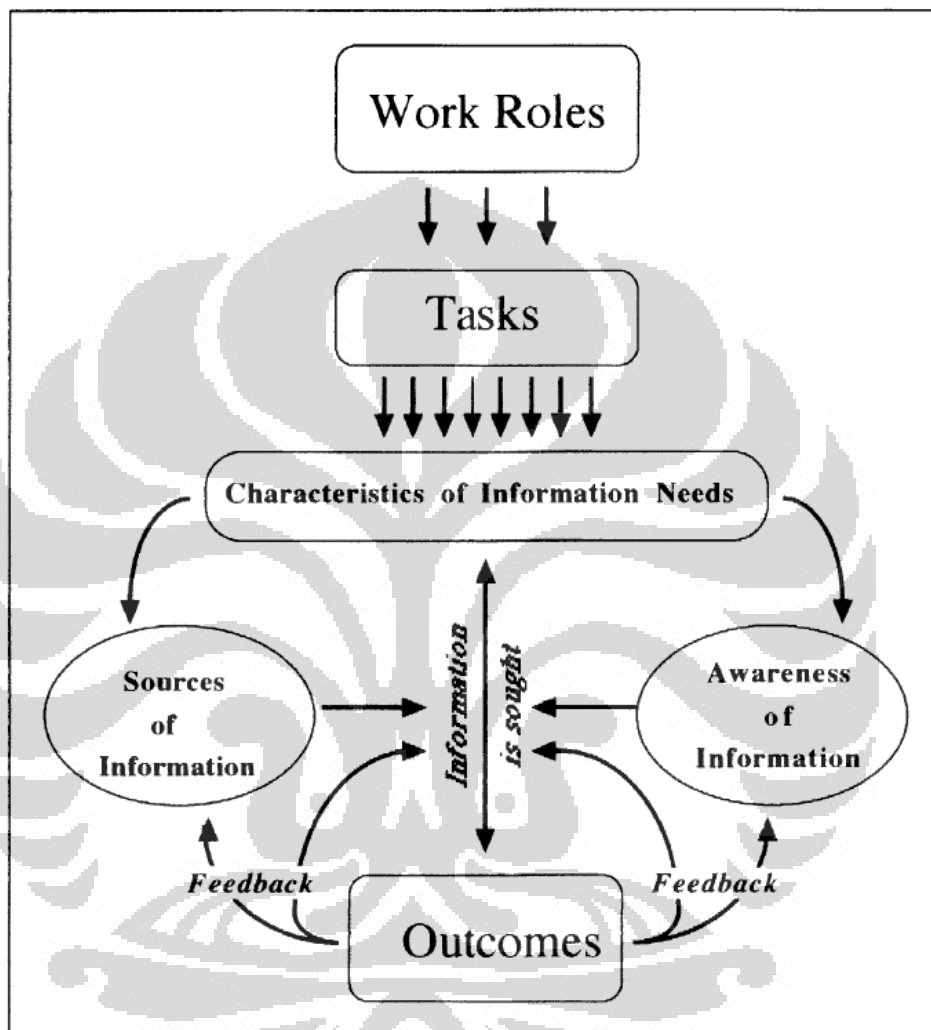 Work Roles
Tasks
Characteristics of Information Needs
Sources
of
Information
Information
is sought
Awareness
of
Information
Feedback
Feedback
Outcomes